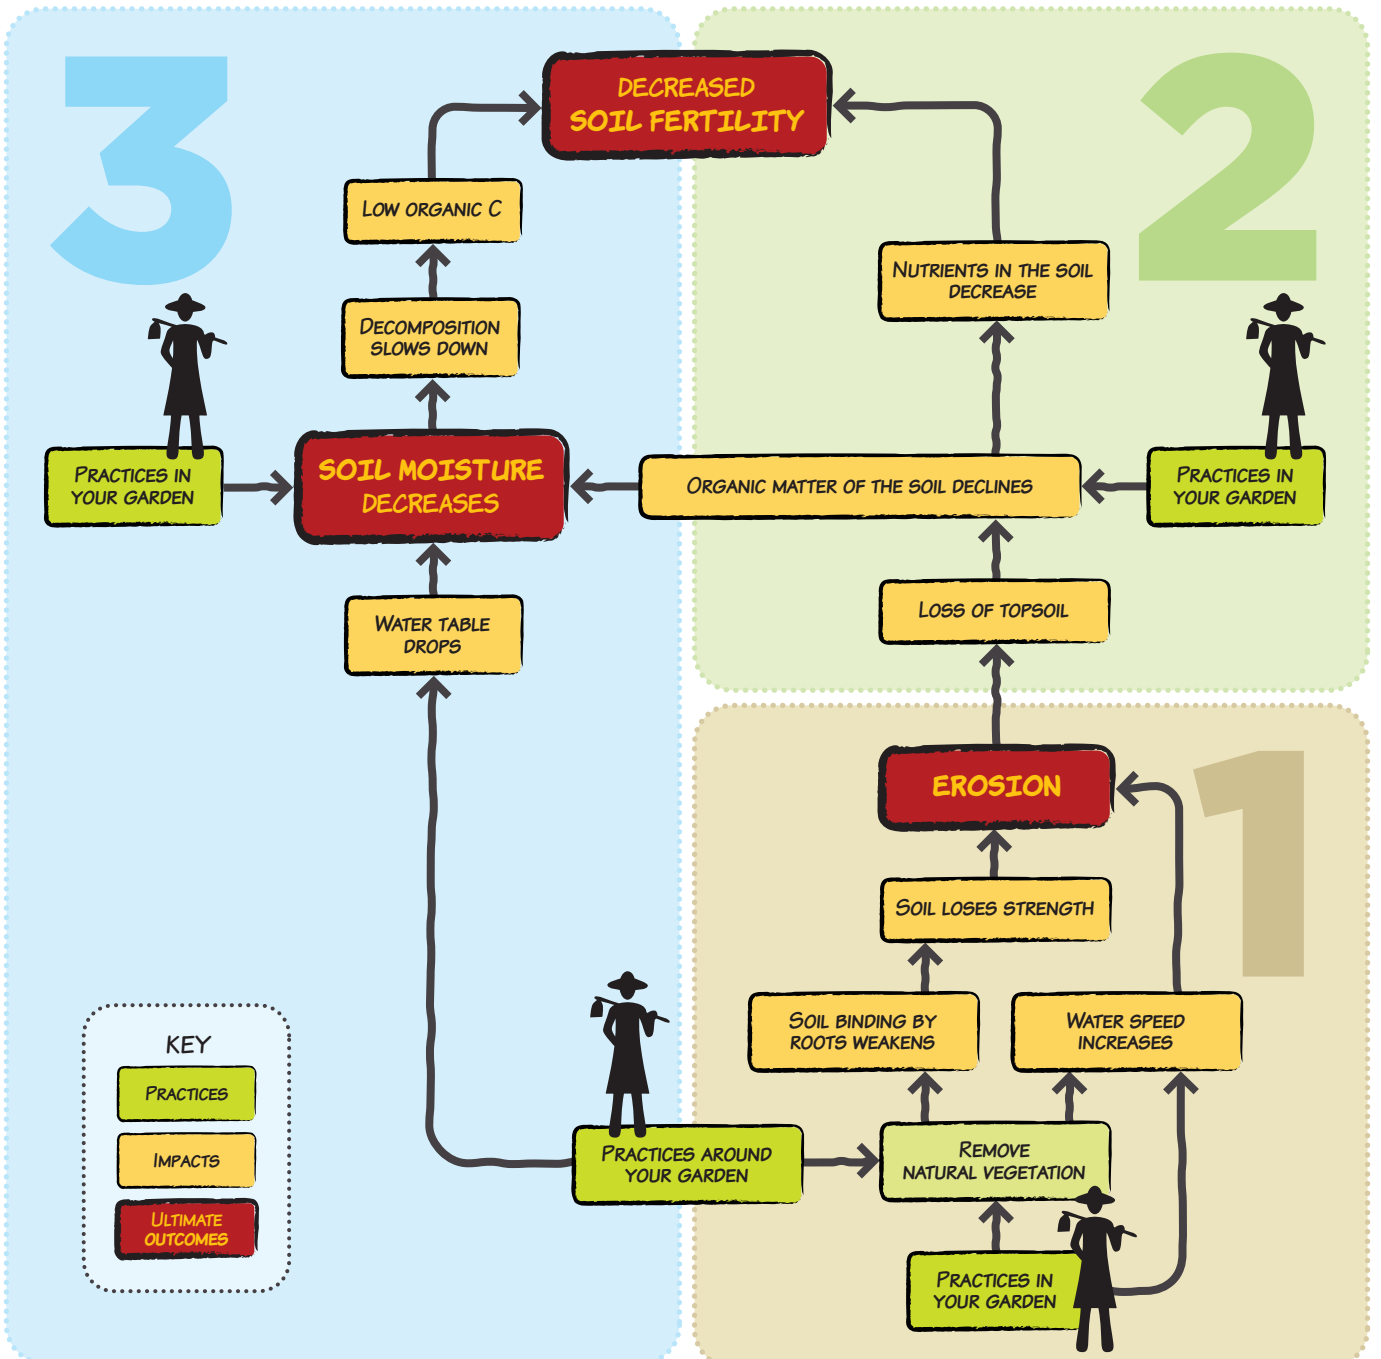 3
2
DECREASED
SOIL FERTILITY
LOW ORGANIC C
NUTRIENTS IN THE SOIL
DECREASE
DECOMPOSITION
SLOWS DOWN
PRACTICES IN
YOUR GARDEN
SOIL MOISTURE
DECREASES
ORGANIC MATTER OF THE SOIL DECLINES
PRACTICES IN
YOUR GARDEN
WATER TABLE
DROPS
LOSS OF TOPSOIL
1
EROSION
SOIL LOSES STRENGTH
SOIL BINDING BY
ROOTS WEAKENS
WATER SPEED
INCREASES
PRACTICES AROUND
YOUR GARDEN
REMOVE
NATURAL VEGETATION
PRACTICES IN
YOUR GARDEN
KEY
PRACTICES
IMPACTS
ULTIMATE
OUTCOMES